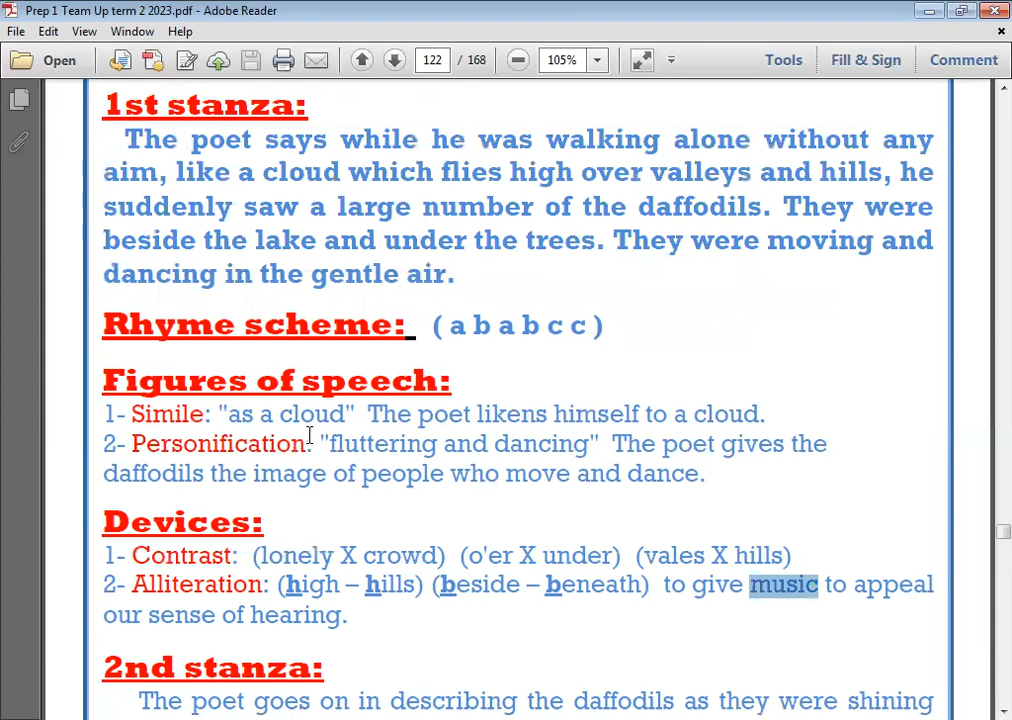 Prep 1 Team Up term 2 2023.pdf - Adobe Reader
File Edit View Window Help
Open 122 / 168 105% Tools Fill & Sign Comment
1st stanza:
The poet says while he was walking alone without any
aim, like a cloud which flies high over valleys and hills, he
suddenly saw a large number of the daffodils. They were
beside the lake and under the trees. They were moving and
dancing in the gentle air.
Rhyme scheme: ( a b a b c c )
Figures of speech:
1- Simile: "as a cloud" The poet likens himself to a cloud.
2- Personification: "fluttering and dancing" The poet gives the
daffodils the image of people who move and dance.
Devices:
1- Contrast: (lonely X crowd) (o'er X under) (vales X hills)
2- Alliteration: (high – hills) (beside – beneath) to give music to appeal
our sense of hearing.
2nd stanza:
The poet goes on in describing the daffodils as they were shining